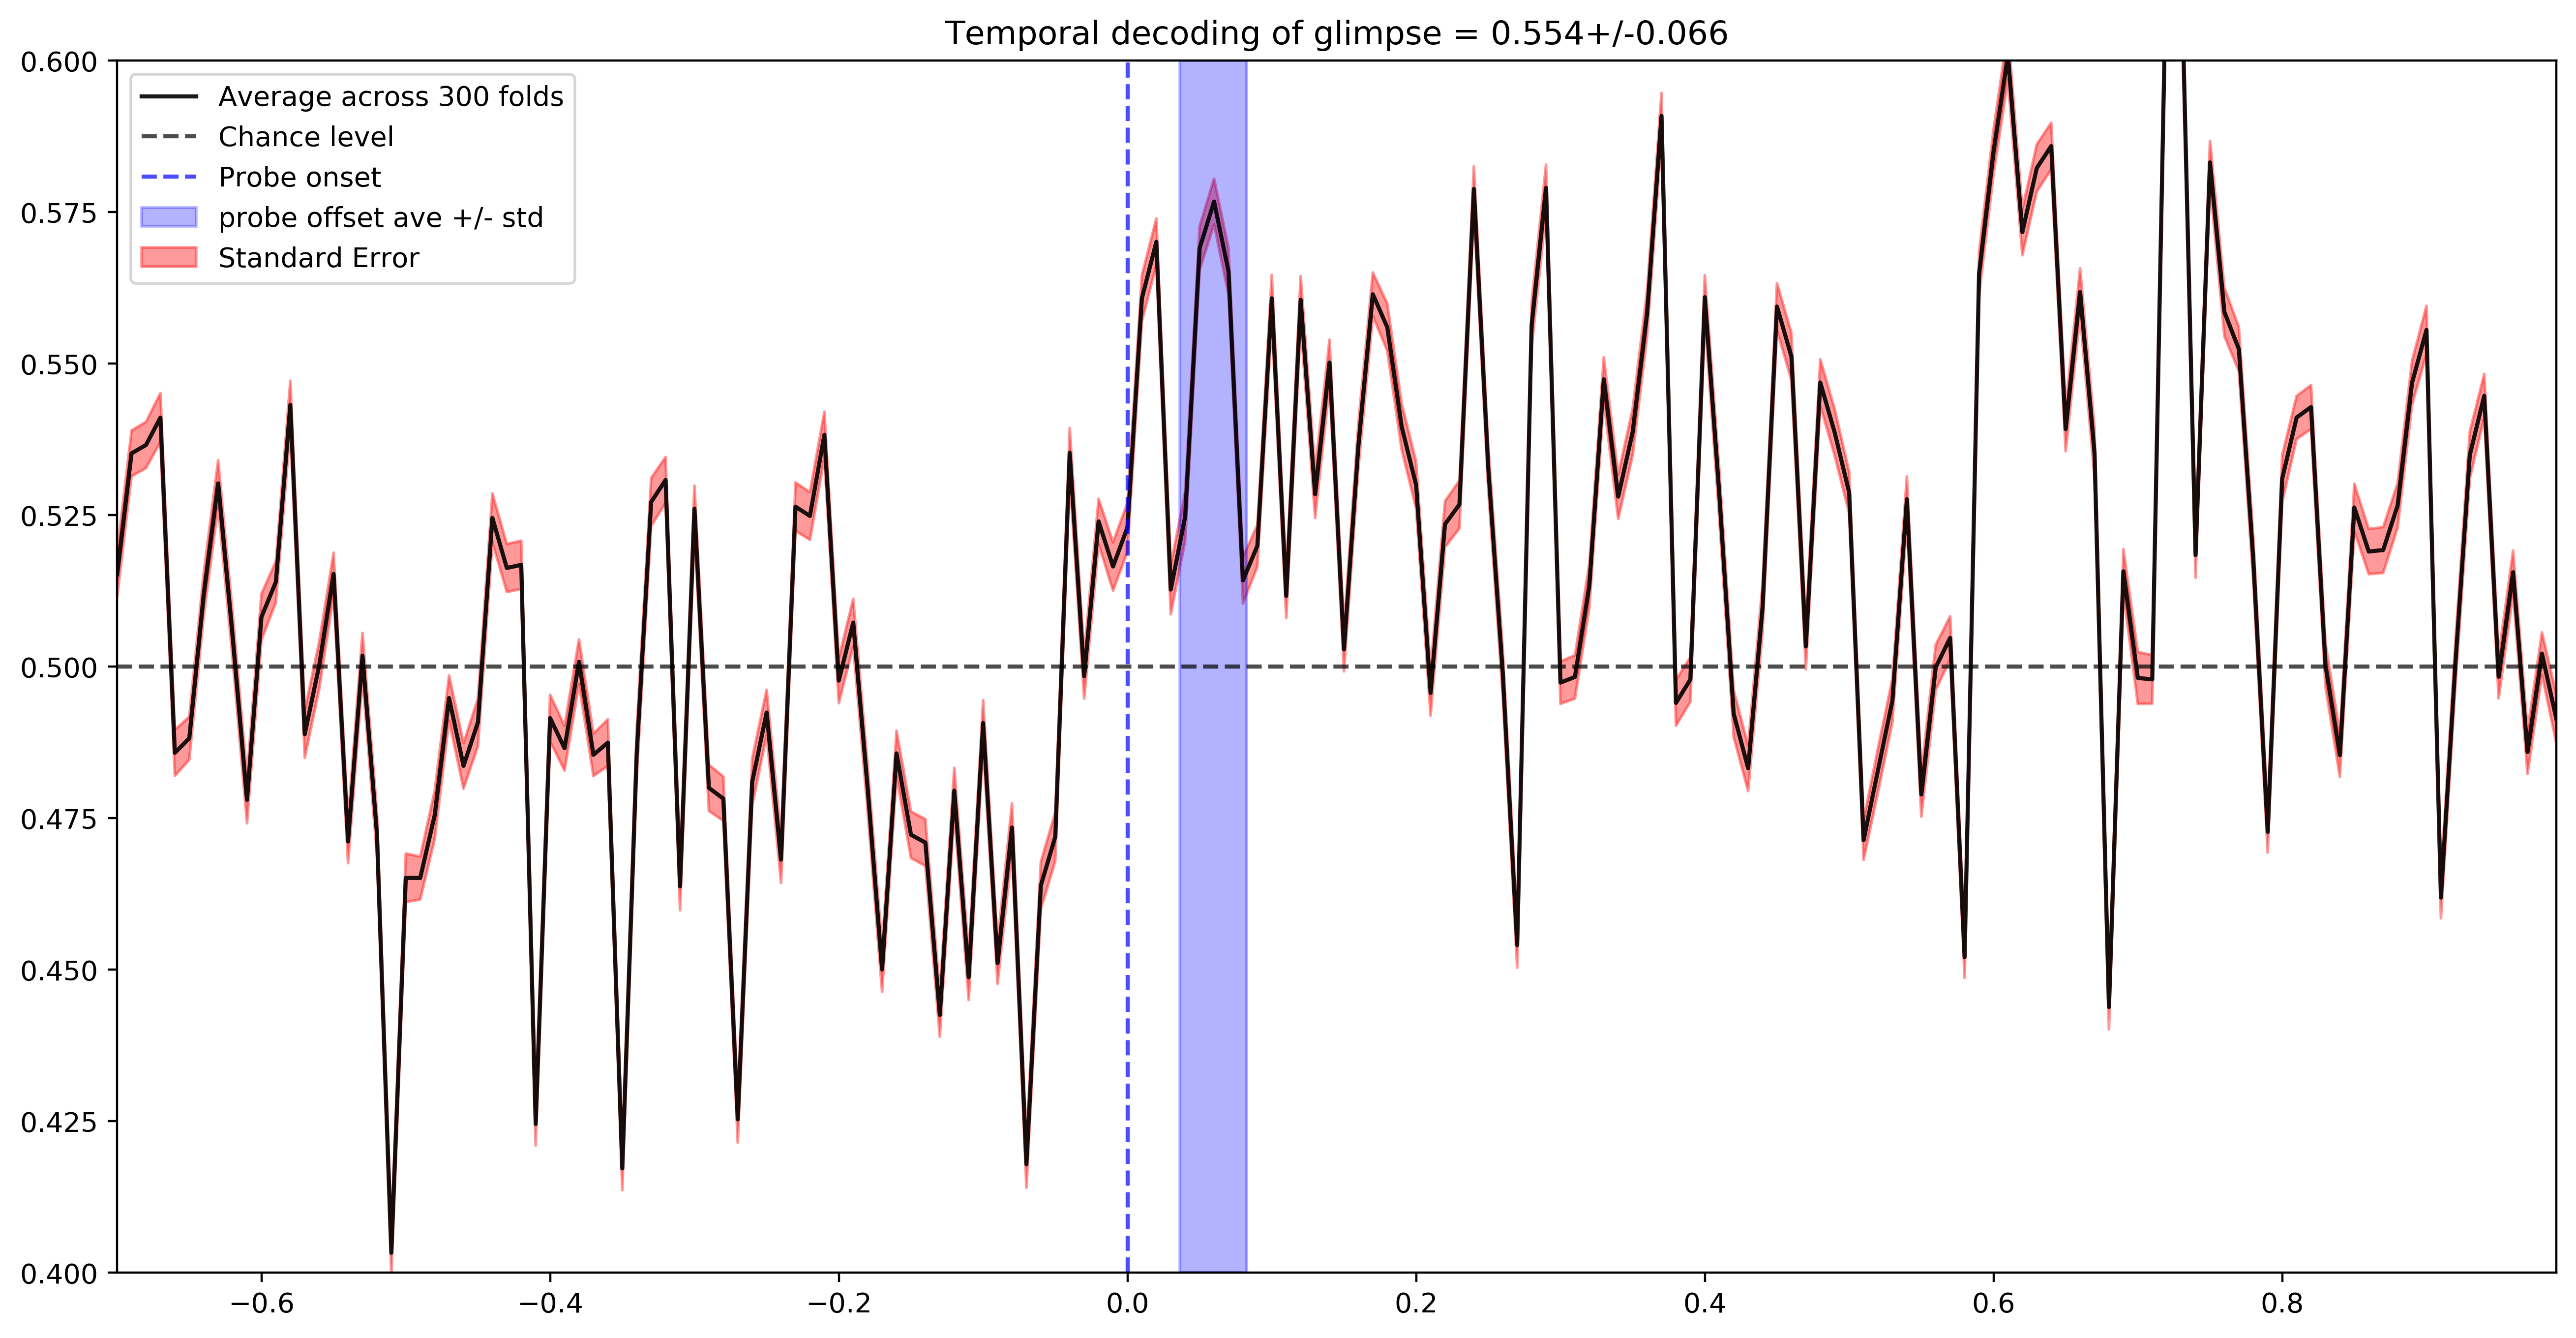 Temporal decoding of glimpse = 0.554+/-0.066
0.600
0.575
0.550
0.525
0.500
0.475
0.450
0.425
0.400
Average across 300 folds
Chance level
Probe onset
probe offset ave +/- std
Standard Error
−0.6 −0.4 −0.2 0.0 0.2 0.4 0.6 0.8